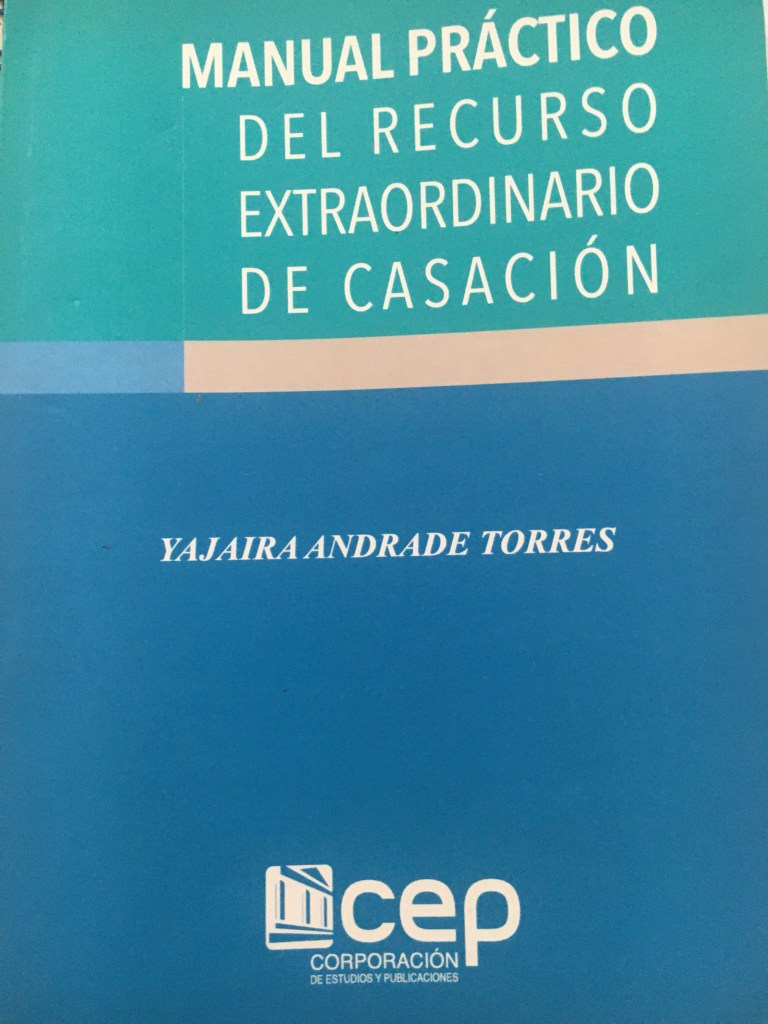 MANUAL PRÁCTICO
DEL RECURSO
EXTRAORDINARIO
DE CASACIÓN
YAJAIRA ANDRADE TORRES
cep
CORPORACIÓN
DE ESTUDIOS Y PUBLICACIONES